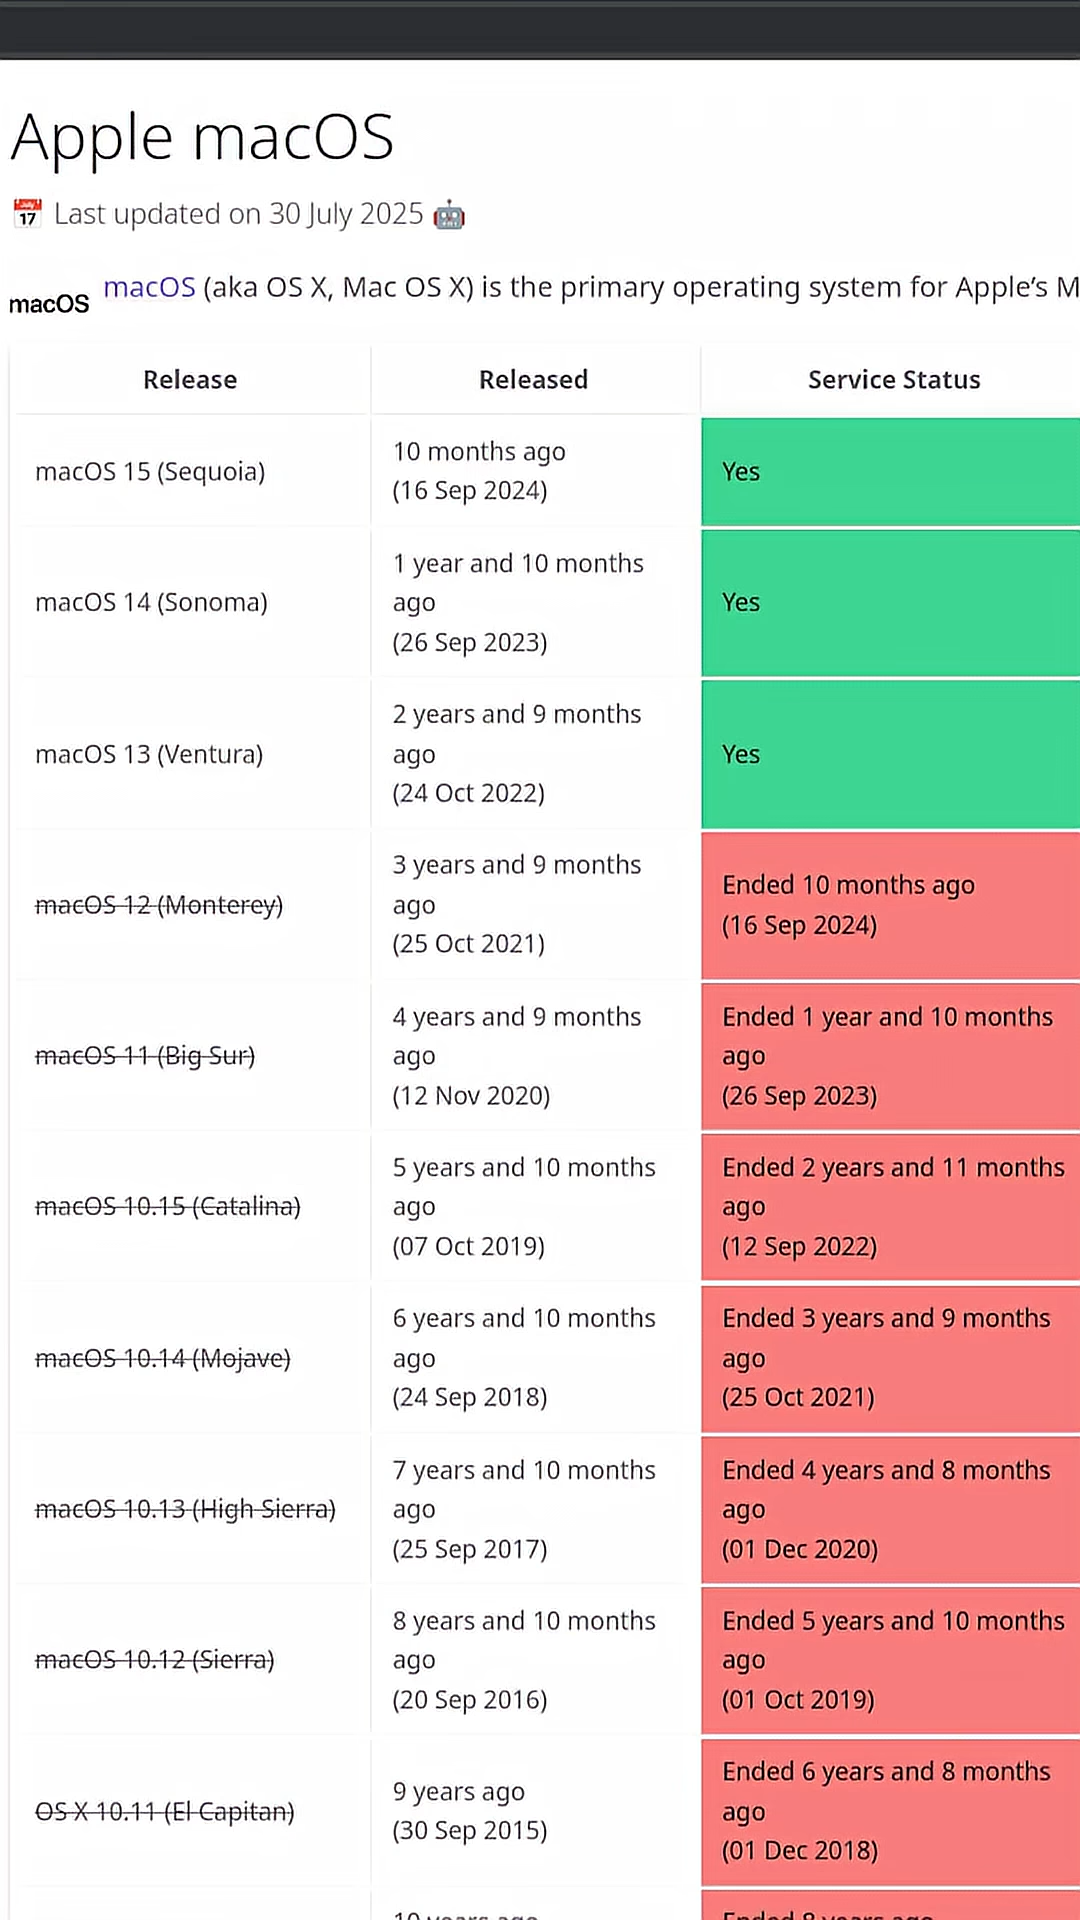 Apple macOS
Last updated on 30 July 2025
macOS
macOS (aka OS X, Mac OS X) is the primary operating system for Apple's M
Release
Released
Service Status
macOS 15 (Sequoia)
10 months ago
(16 Sep 2024)
Yes
macOS 14 (Sonoma)
1 year and 10 months
ago
(26 Sep 2023)
Yes
macOS 13 (Ventura)
2 years and 9 months
ago
(24 Oct 2022)
Yes
macOS 12 (Monterey)
3 years and 9 months
ago
(25 Oct 2021)
Ended 10 months ago
(16 Sep 2024)
macOS 11 (Big Sur)
4 years and 9 months
ago
(12 Nov 2020)
Ended 1 year and 10 months
ago
(26 Sep 2023)
macOS 10.15 (Catalina)
5 years and 10 months
ago
(07 Oct 2019)
Ended 2 years and 11 months
ago
(12 Sep 2022)
macOS 10.14 (Mojave)
6 years and 10 months
ago
(24 Sep 2018)
Ended 3 years and 9 months
ago
(25 Oct 2021)
macOS 10.13 (High Sierra)
7 years and 10 months
ago
(25 Sep 2017)
Ended 4 years and 8 months
ago
(01 Dec 2020)
macOS 10.12 (Sierra)
8 years and 10 months
ago
(20 Sep 2016)
Ended 5 years and 10 months
ago
(01 Oct 2019)
OS X 10.11 (El Capitan)
9 years ago
(30 Sep 2015)
Ended 6 years and 8 months
ago
(01 Dec 2018)
10 years ago
Ended 8 years ago